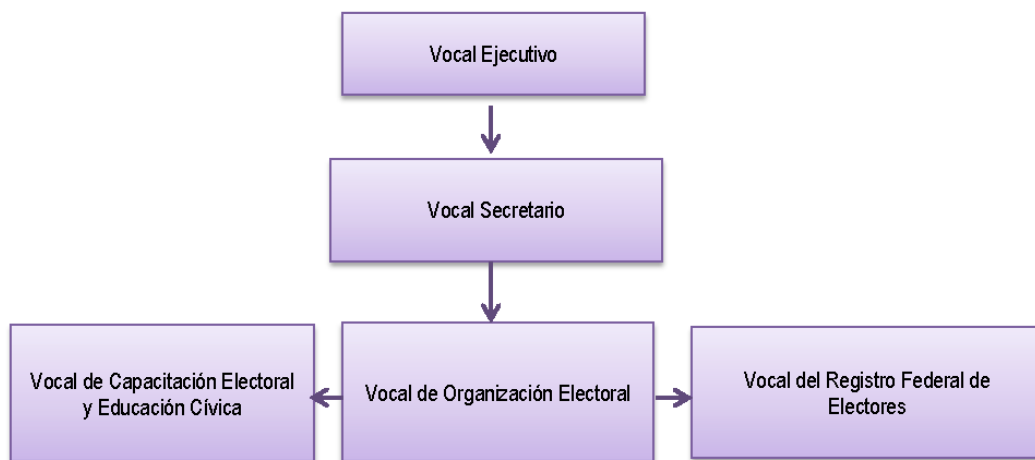 Vocal Ejecutivo
Vocal Secretario
Vocal de Capacitación Electoral
y Educación Cívica
Vocal de Organización Electoral
Vocal del Registro Federal de
Electores